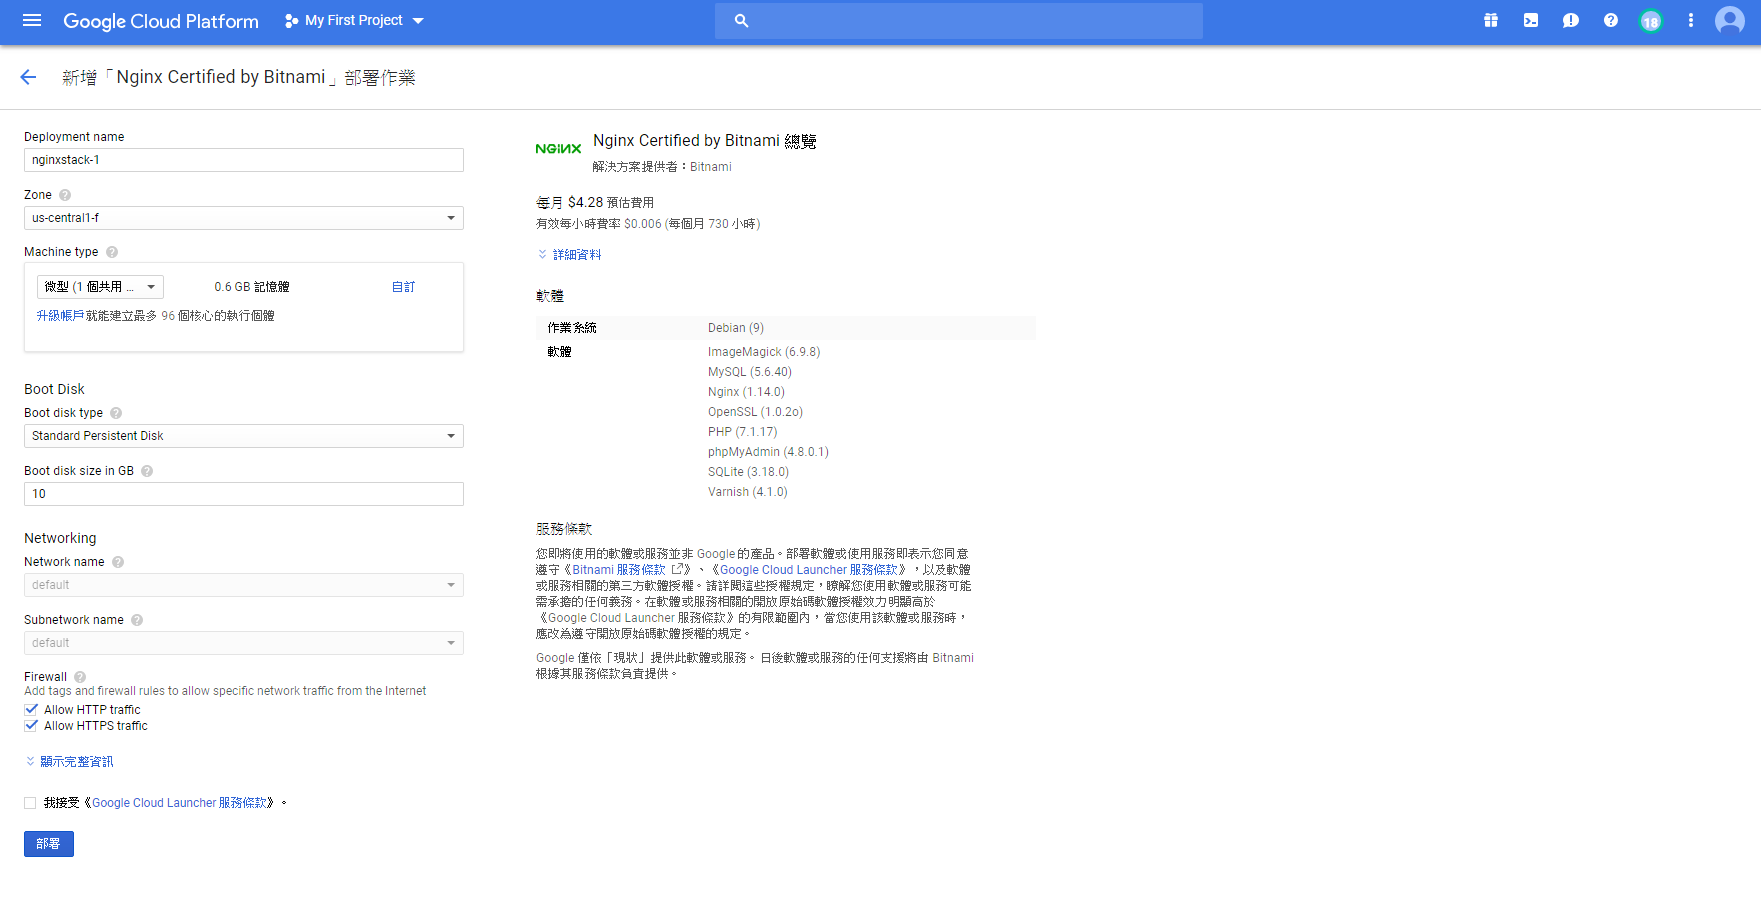 Google Cloud Platform
My First Project
18
新增「Nginx Certified by Bitnami」部署作業
Deployment name
nginxstack-1
Zone
us-central1-f
Machine type
微型 (1 個共用 ...
0.6 GB 記憶體
自訂
升級帳戶就能建立最多 96 個核心的執行個體
Boot Disk
Boot disk type
Standard Persistent Disk
Boot disk size in GB
10
Networking
Network name
default
Subnetwork name
default
Firewall
Add tags and firewall rules to allow specific network traffic from the Internet
Allow HTTP traffic
Allow HTTPS traffic
顯示完整資訊
我接受《Google Cloud Launcher 服務條款》。
部署
NGINX
Nginx Certified by Bitnami 總覽
解決方案提供者：Bitnami
每月 $4.28 預估費用
有效每小時費率 $0.006 (每個月 730 小時)
詳細資料
軟體
作業系統 Debian (9)
軟體 ImageMagick (6.9.8)
MySQL (5.6.40)
Nginx (1.14.0)
OpenSSL (1.0.2o)
PHP (7.1.17)
phpMyAdmin (4.8.0.1)
SQLite (3.18.0)
Varnish (4.1.0)
服務條款
您即將使用的軟體或服務並非 Google 的產品。部署軟體或使用服務即表示您同意
遵守《Bitnami 服務條款》、《Google Cloud Launcher 服務條款》，以及軟體
或服務相關的第三方軟體授權。請詳閱這些授權規定，瞭解您使用軟體或服務可能
需承擔的任何義務。在軟體或服務相關的開放原始碼軟體授權效力明顯高於
《Google Cloud Launcher 服務條款》的有限範圍內，當您使用該軟體或服務時，
應改為遵守開放原始碼軟體授權的規定。
Google 僅依「現狀」提供此軟體或服務。日後軟體或服務的任何支援將由 Bitnami
根據其服務條款負責提供。